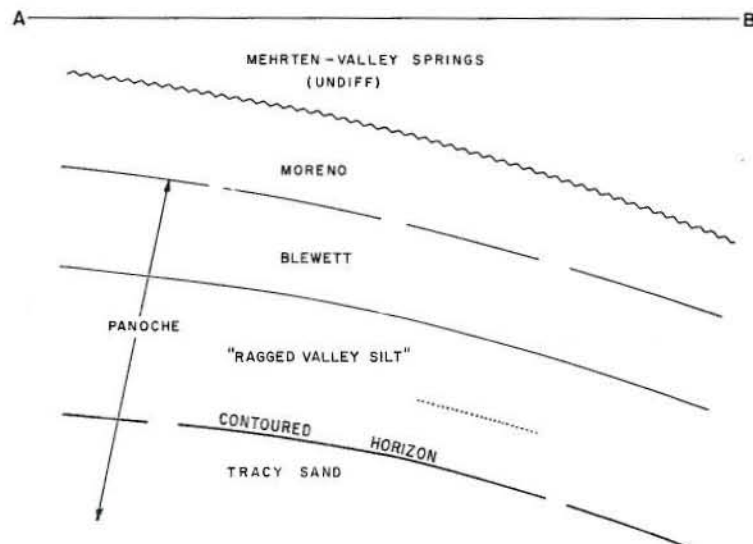 A B
MEHRTEN-VALLEY SPRINGS
(UNDIFF)
MORENO
BLEWETT
PANOCHE
"RAGGED VALLEY SILT"
CONTOURED HORIZON
TRACY SAND